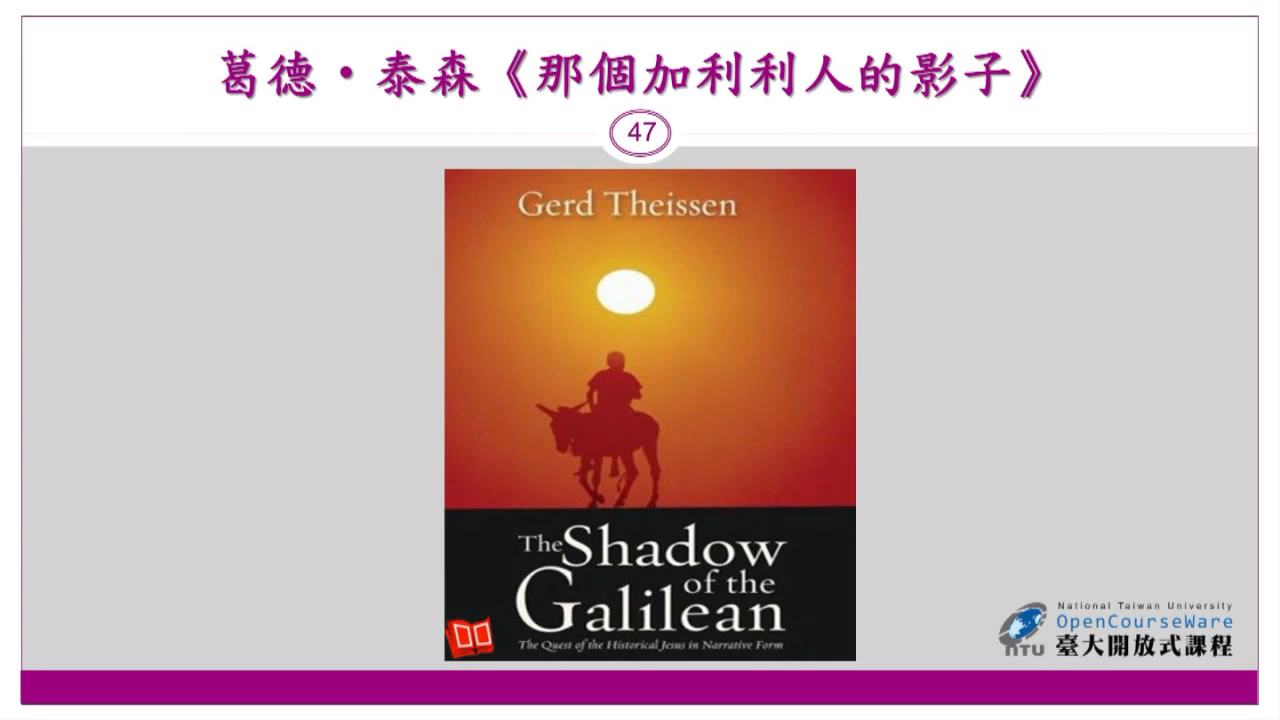 葛德·泰森《那個加利利人的影子》
47
Gerd Theissen
The Shadow
of the
Galilean
The Quest of the Historical Jesus in Narrative Form
National Taiwan University
OpenCourseWare
NTU 臺大開放式課程